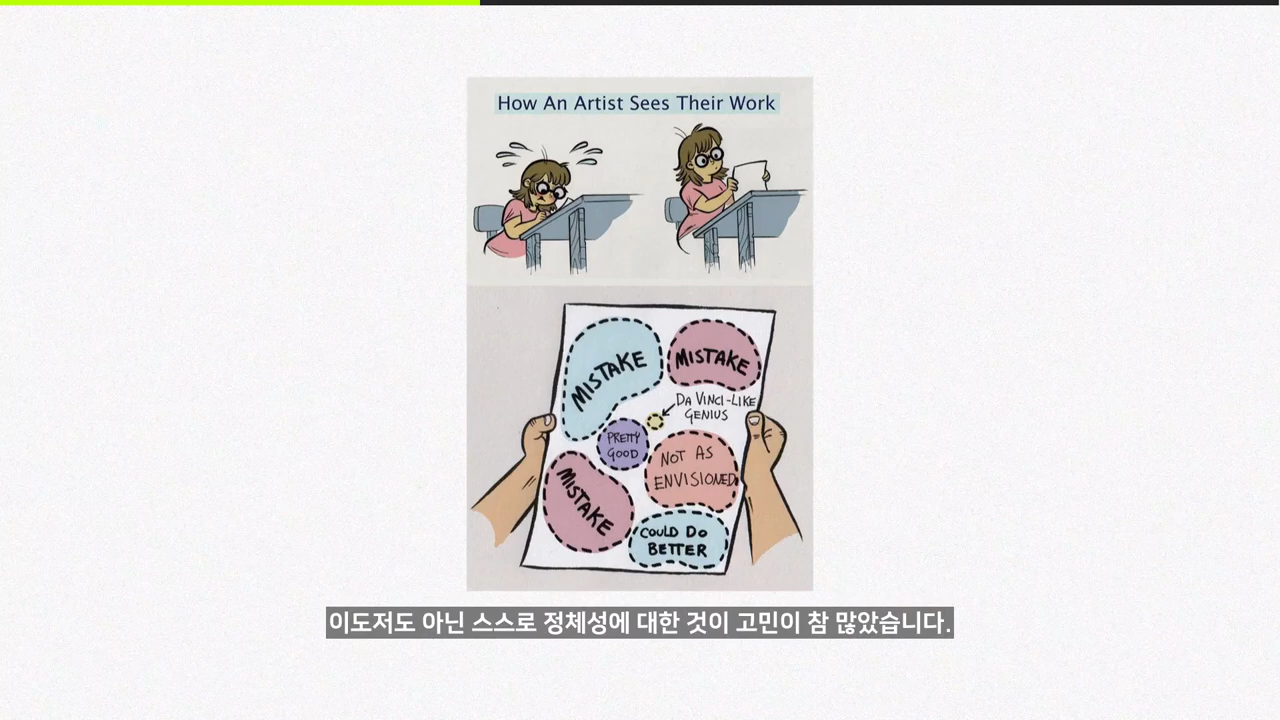 How An Artist Sees Their Work
MISTAKE
MISTAKE
DA VINCI-LIKE
GENIUS
PRETTY
GOOD
NOT AS
ENVISIONED
MISTAKE
COULD DO
BETTER
이도저도 아닌 스스로 정체성에 대한 것이 고민이 참 많았습니다.